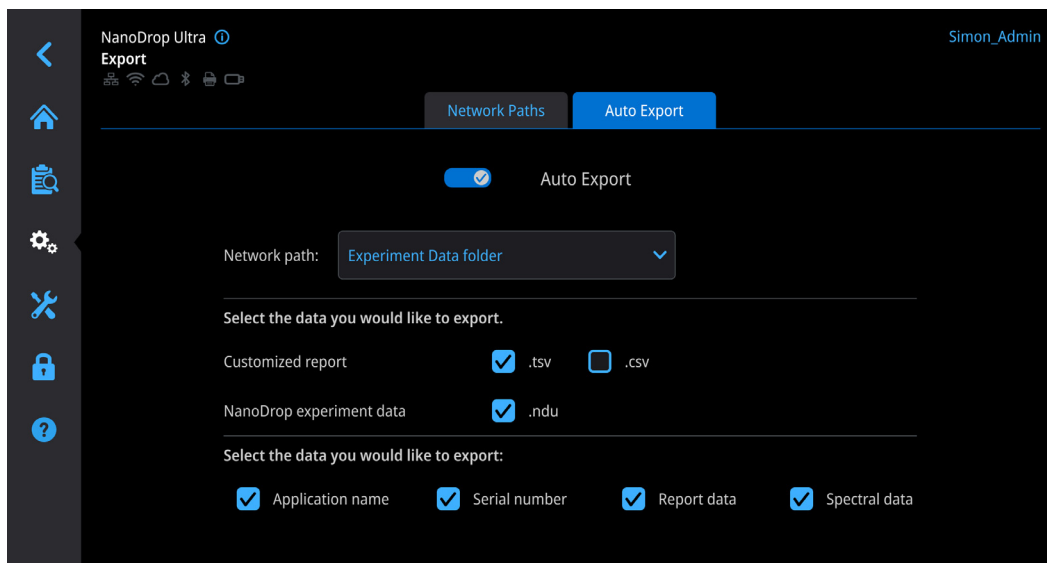 NanoDrop Ultra
Simon_Admin
Export
Network Paths
Auto Export
Auto Export
Network path:
Experiment Data folder
Select the data you would like to export.
Customized report
.tsv
.csv
NanoDrop experiment data
.ndu
Select the data you would like to export:
Application name
Serial number
Report data
Spectral data